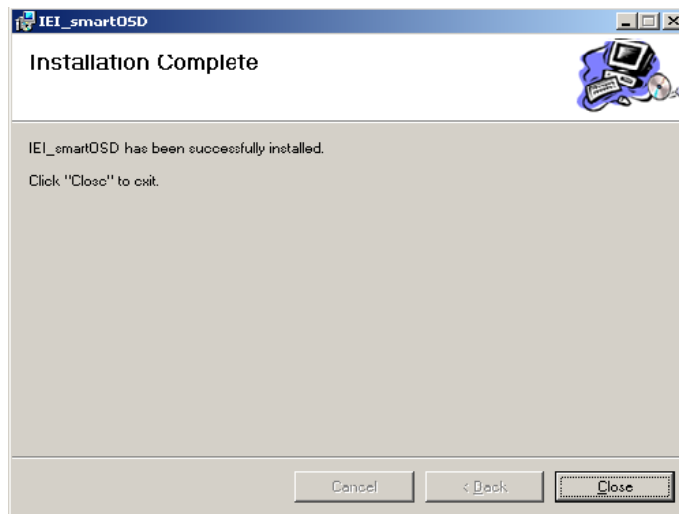 IEI_smartOSD
Installation Complete
IEI_smartOSD has been successfully installed.
Click "Close" to exit.
Cancel
< Back
Close